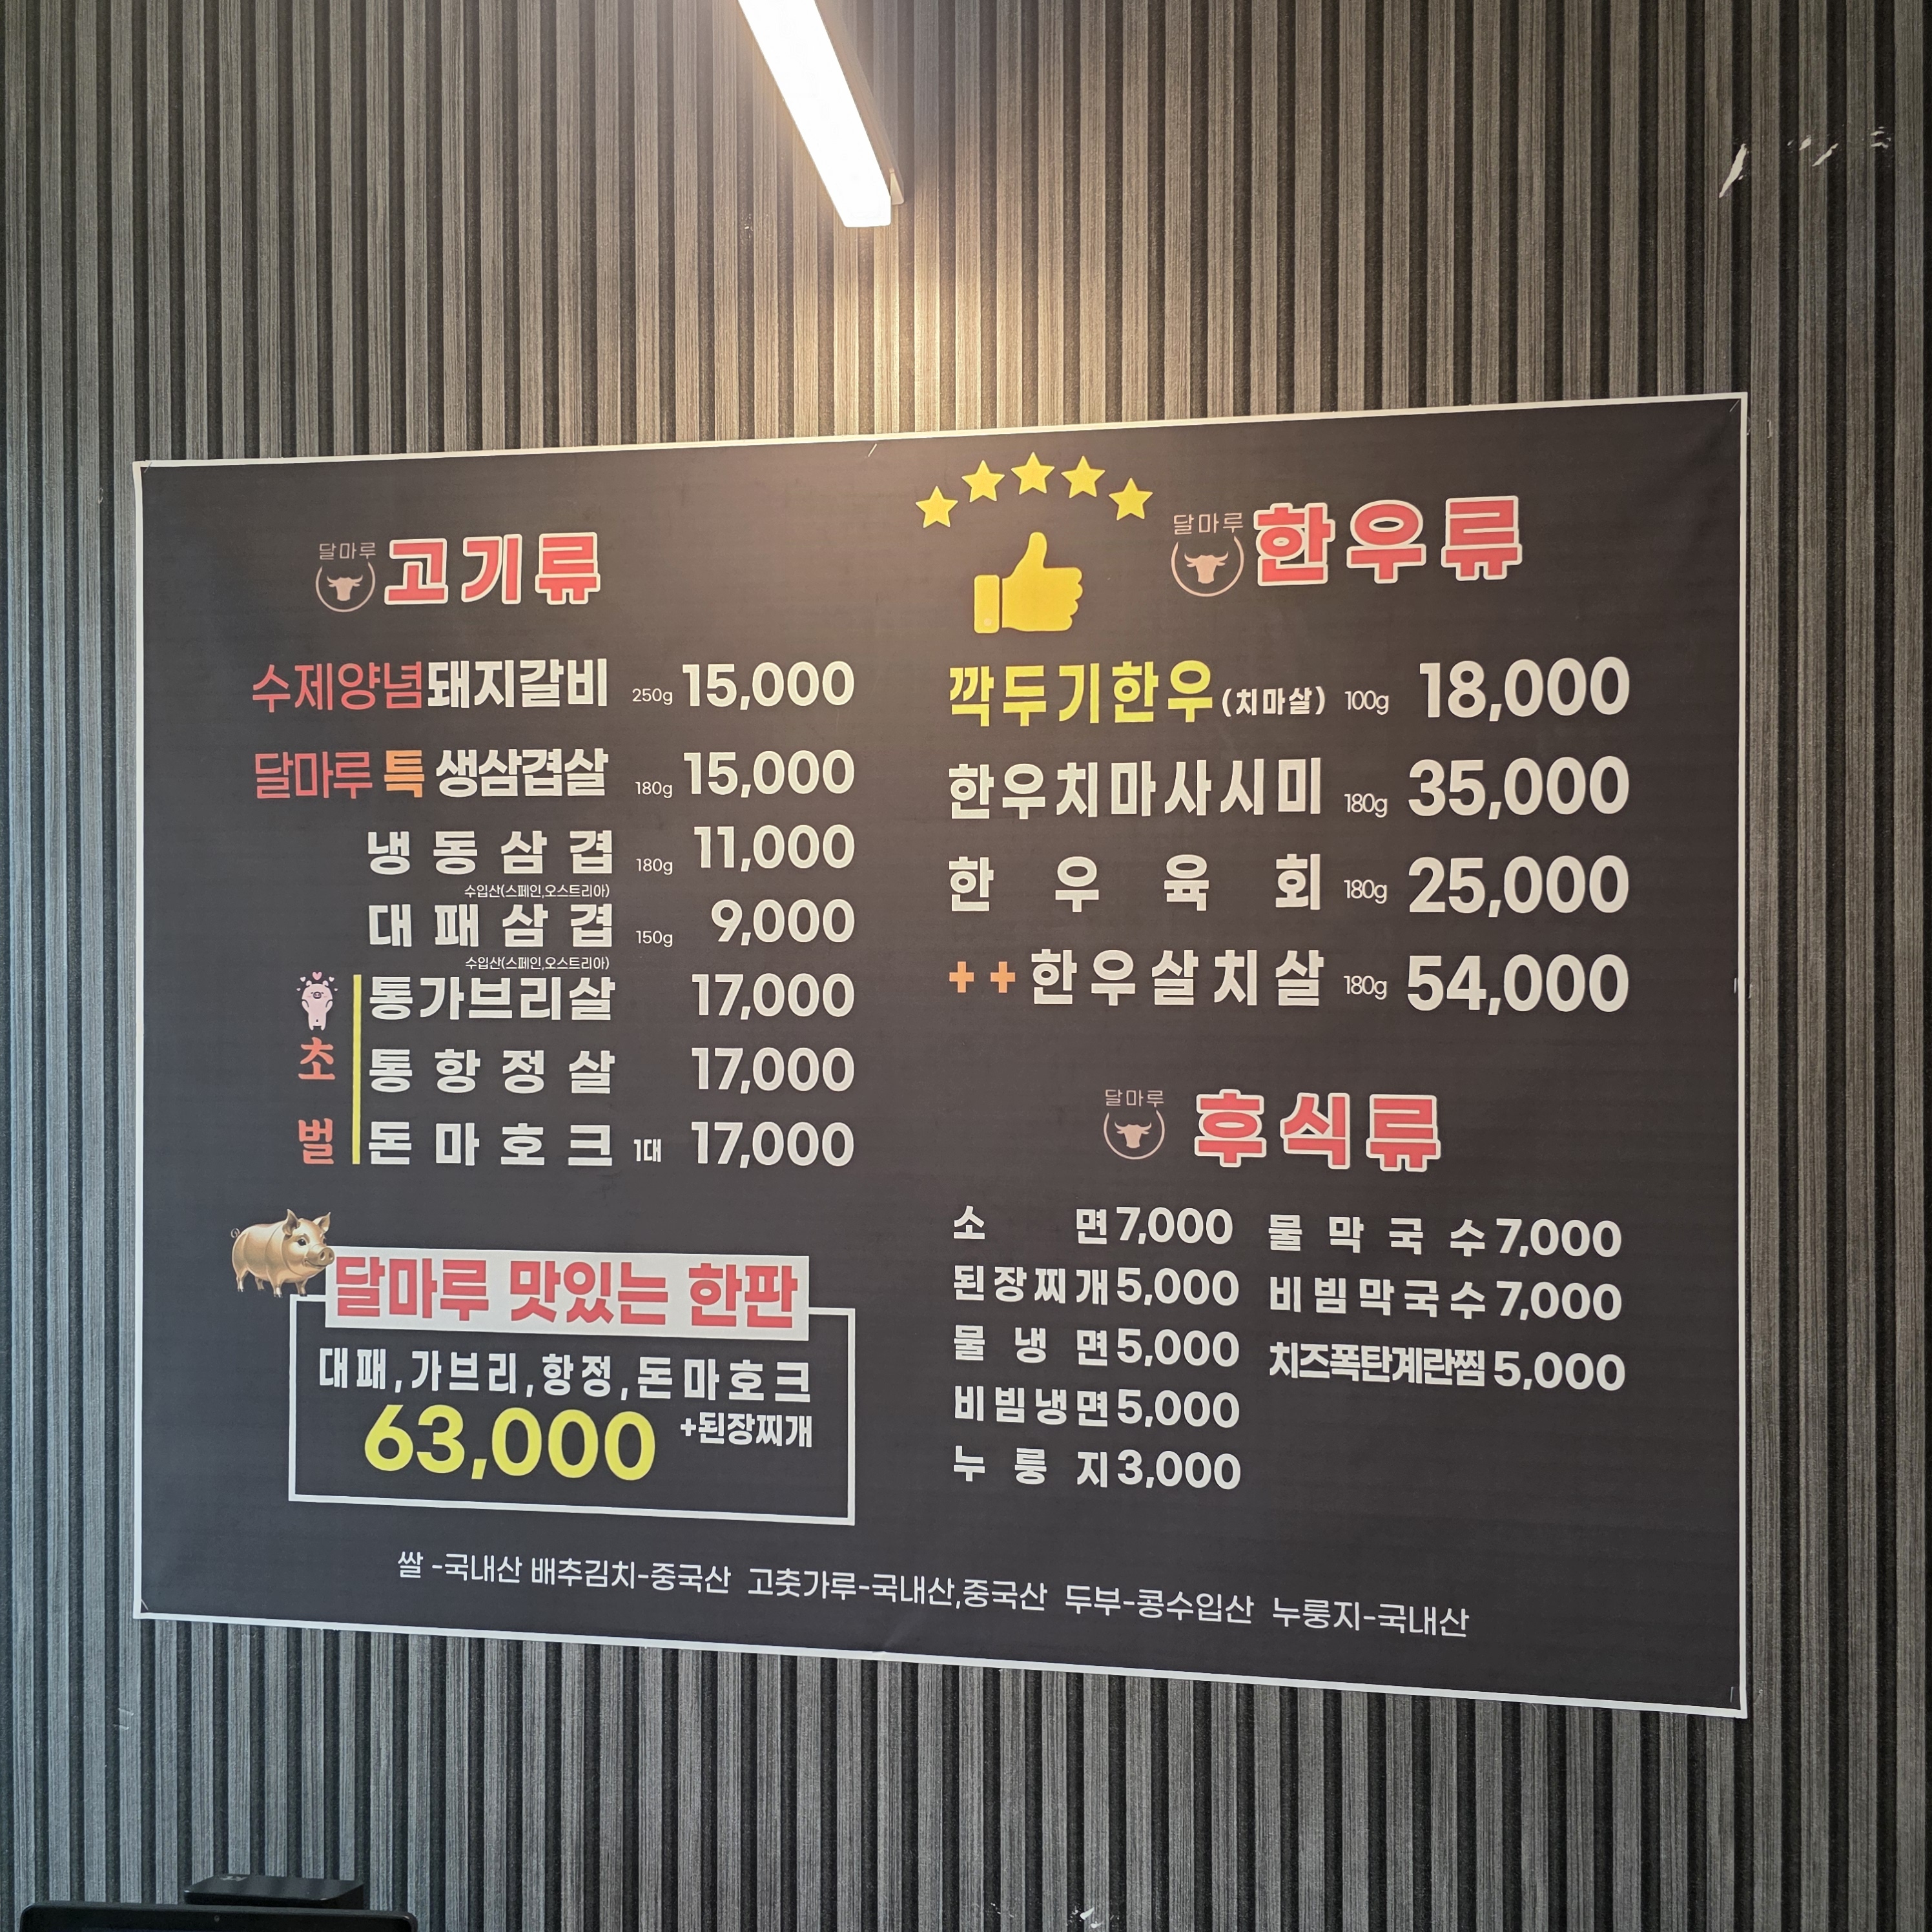 달마루 고기류
수제양념돼지갈비 250g 15,000
달마루 특 생삼겹살 180g 15,000
냉동삼겹 180g 11,000
수입산(스페인,오스트리아)
대패삼겹 150g 9,000
수입산(스페인,오스트리아)
초벌
통가브리살 17,000
통항정살 17,000
돈마호크 1대 17,000
달마루 맛있는 한판
대패,가브리,항정,돈마호크
63,000 +된장찌개
달마루 한우류
깍두기한우(치마살) 100g 18,000
한우치마사시미 180g 35,000
한우육회 180g 25,000
++한우살치살 180g 54,000
달마루 후식류
소면 7,000 물막국수 7,000
된장찌개 5,000 비빔막국수 7,000
물냉면 5,000 치즈폭탄계란찜 5,000
비빔냉면 5,000
누룽지 3,000
쌀 -국내산 배추김치-중국산 고춧가루-국내산,중국산 두부-콩수입산 누룽지-국내산